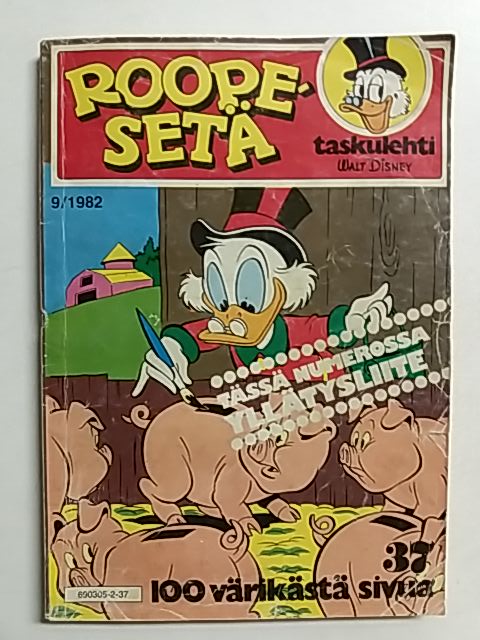 ROOPE-
SETÄ
taskulehti
WALT DISNEY
9/1982
TÄSSÄ NUMEROSSA
YLLÄTYSLIITE
37
100 värikästä sivua
690305-2-37